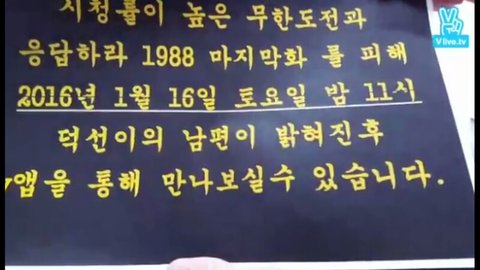 시청률이 높은 무한도전과
응답하라 1988 마지막화 를 피해
2016년 1월 16일 토요일 밤 11시
덕선이의 남편이 밝혀진후
앱을 통해 만나보실수 있습니다.
Vlive.tv